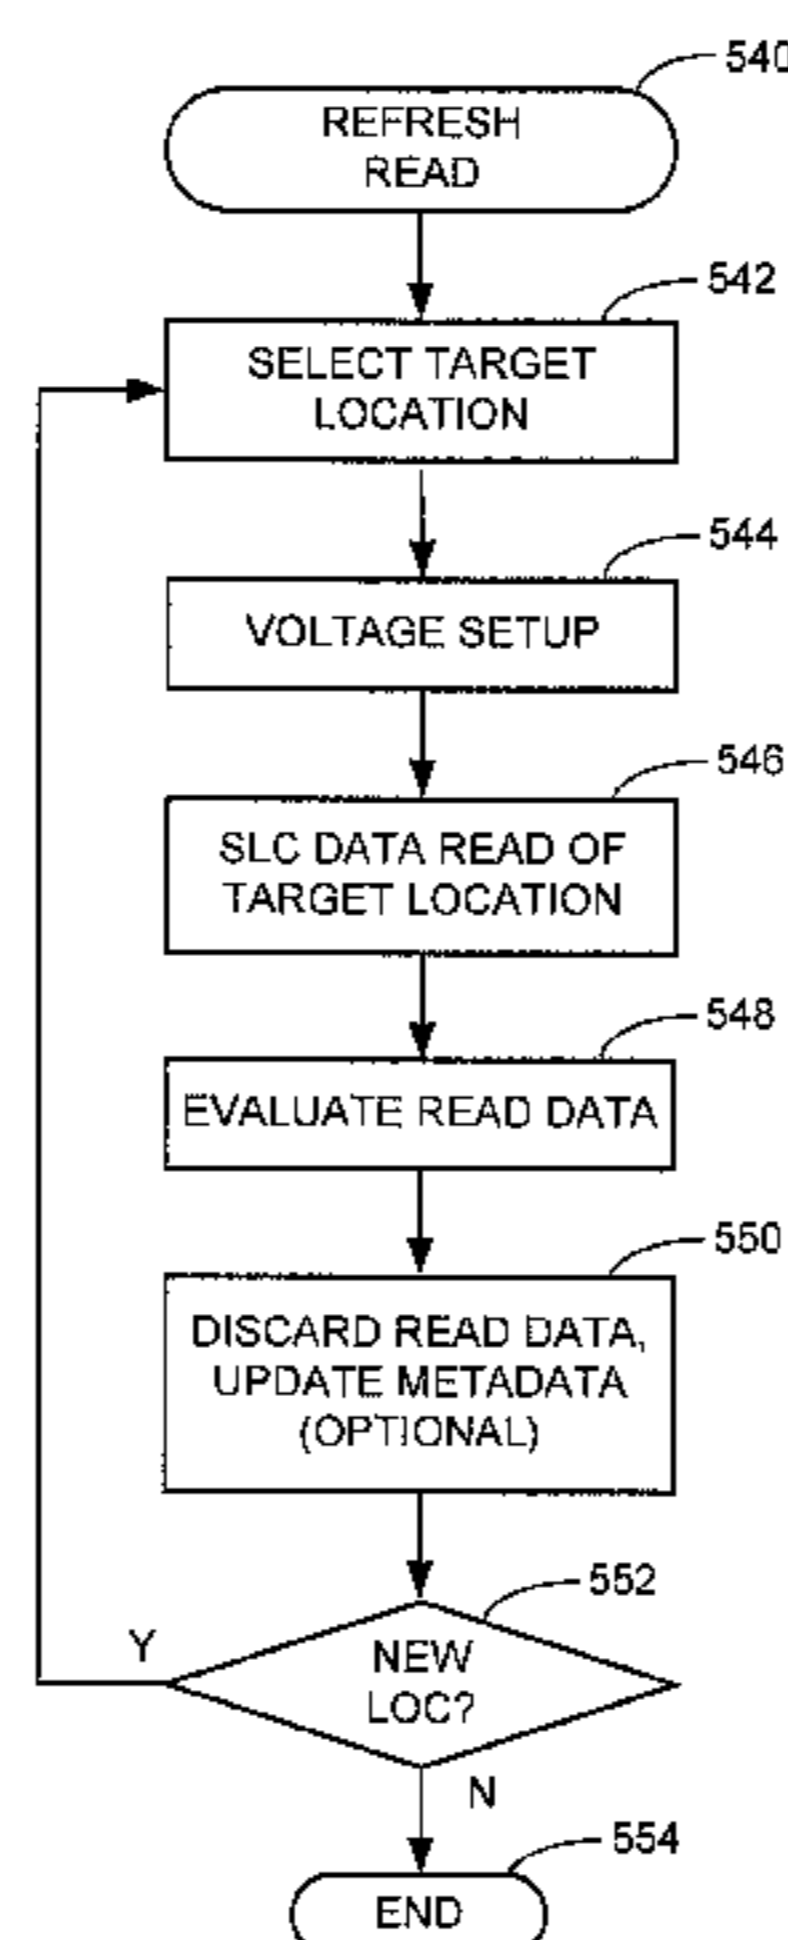 540
REFRESH
READ
542
SELECT TARGET
LOCATION
544
VOLTAGE SETUP
546
SLC DATA READ OF
TARGET LOCATION
548
EVALUATE READ DATA
550
DISCARD READ DATA,
UPDATE METADATA
(OPTIONAL)
552
Y
NEW
LOC?
N
554
END